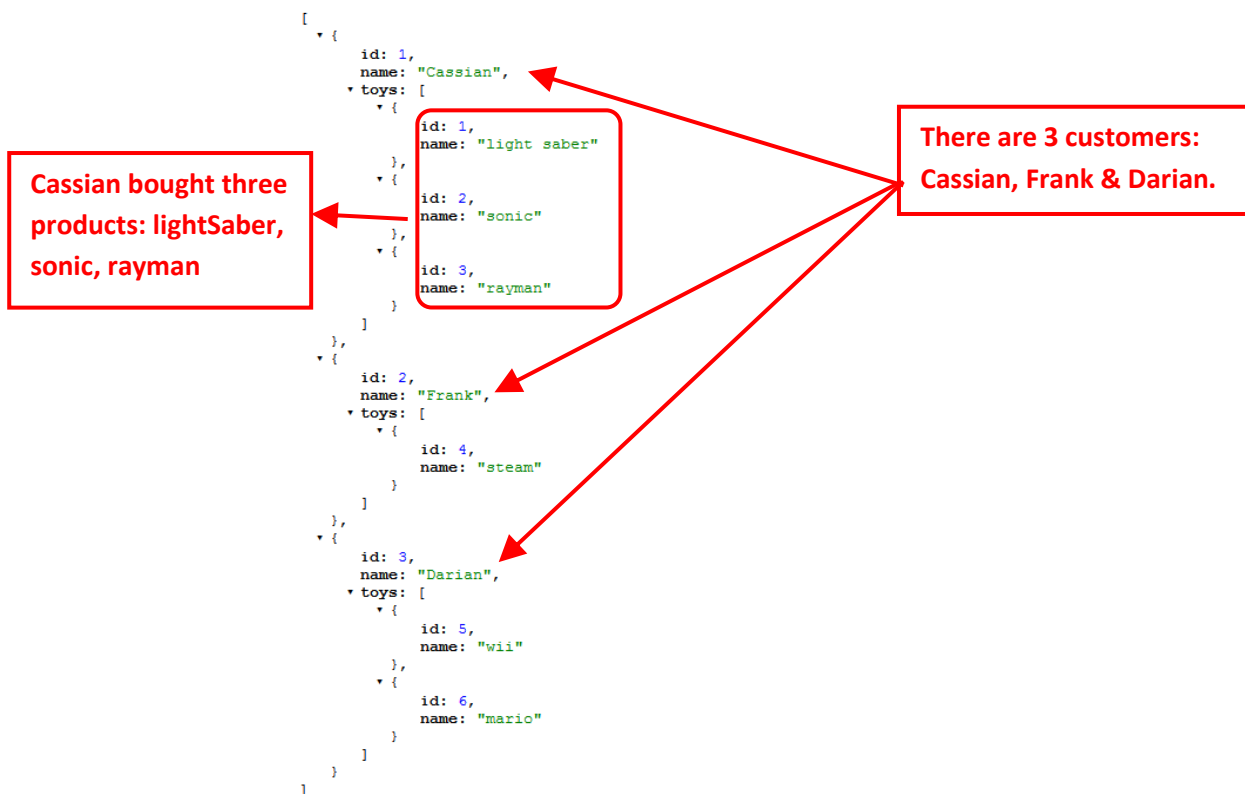 [
{
id: 1,
name: "Cassian",
toys: [
{
id: 1,
name: "light saber"
},
{
id: 2,
name: "sonic"
},
{
id: 3,
name: "rayman"
}
]
},
{
id: 2,
name: "Frank",
toys: [
{
id: 4,
name: "steam"
}
]
},
{
id: 3,
name: "Darian",
toys: [
{
id: 5,
name: "wii"
},
{
id: 6,
name: "mario"
}
]
}
]
Cassian bought three
products: lightSaber,
sonic, rayman
There are 3 customers:
Cassian, Frank & Darian.